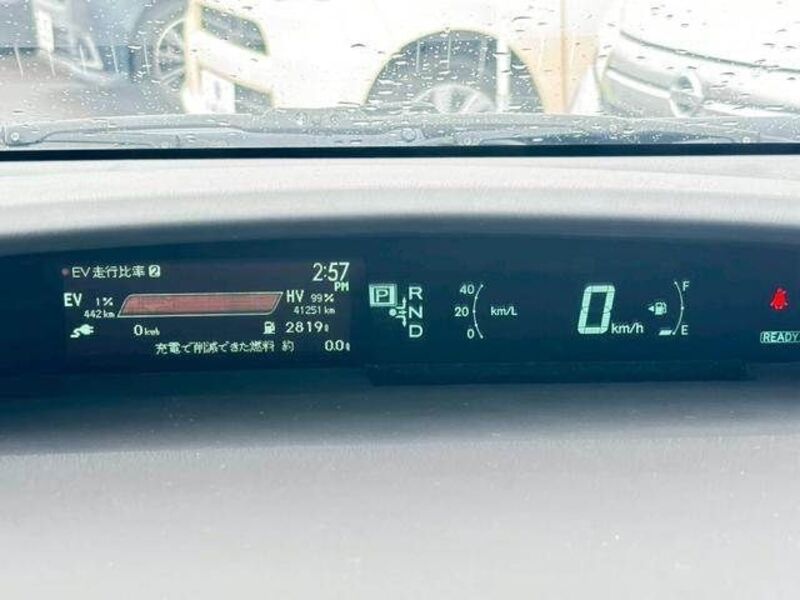 EV走行比率2 2:57 PM
EV 1% HV 99%
442km 41251km
0kWh 2819ℓ
充電で削減できた燃料 約 0.0ℓ
P R
N
D
40
20 km/L
0
0 km/h
F
E
READY